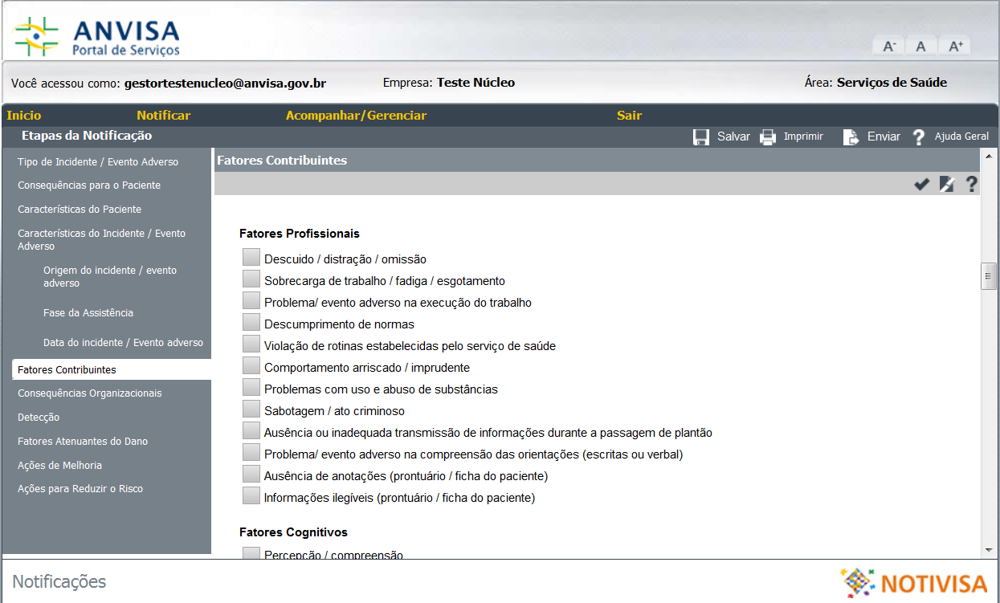 ANVISA
Portal de Serviços
A- A A+
Você acessou como: gestortestenucleo@anvisa.gov.br Empresa: Teste Núcleo Área: Serviços de Saúde
Inicio Notificar Acompanhar/Gerenciar Sair
Etapas da Notificação Salvar Imprimir Enviar ? Ajuda Geral
Tipo de Incidente / Evento Adverso
Consequências para o Paciente
Características do Paciente
Características do Incidente / Evento
Adverso
Origem do incidente / evento
adverso
Fase da Assistência
Data do incidente / Evento adverso
Fatores Contribuintes
Consequências Organizacionais
Detecção
Fatores Atenuantes do Dano
Ações de Melhoria
Ações para Reduzir o Risco
Fatores Contribuintes
?
Fatores Profissionais
Descuido / distração / omissão
Sobrecarga de trabalho / fadiga / esgotamento
Problema/ evento adverso na execução do trabalho
Descumprimento de normas
Violação de rotinas estabelecidas pelo serviço de saúde
Comportamento arriscado / imprudente
Problemas com uso e abuso de substâncias
Sabotagem / ato criminoso
Ausência ou inadequada transmissão de informações durante a passagem de plantão
Problema/ evento adverso na compreensão das orientações (escritas ou verbal)
Ausência de anotações (prontuário / ficha do paciente)
Informações ilegíveis (prontuário / ficha do paciente)
Fatores Cognitivos
Percepção / compreensão
Notificações
NOTIVISA